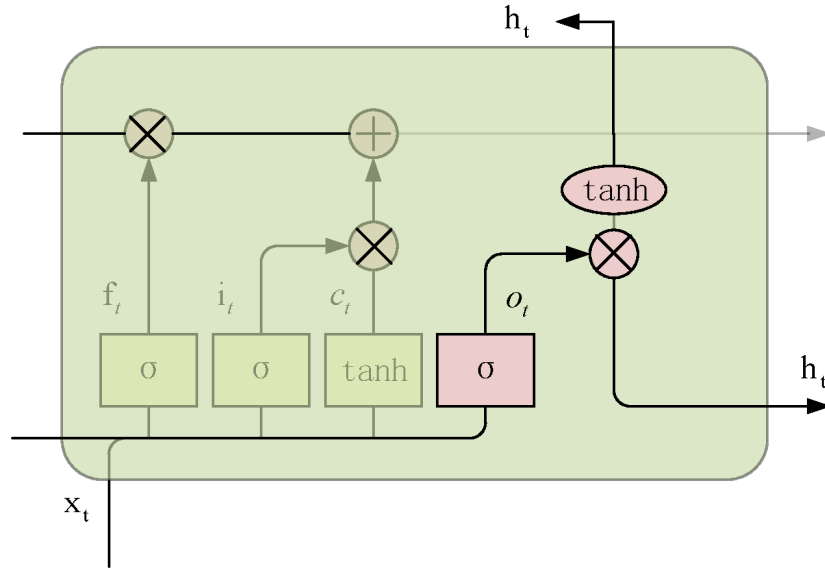 h_t
tanh
f_t i_t c_t o_t
σ σ tanh σ
h_t
x_t